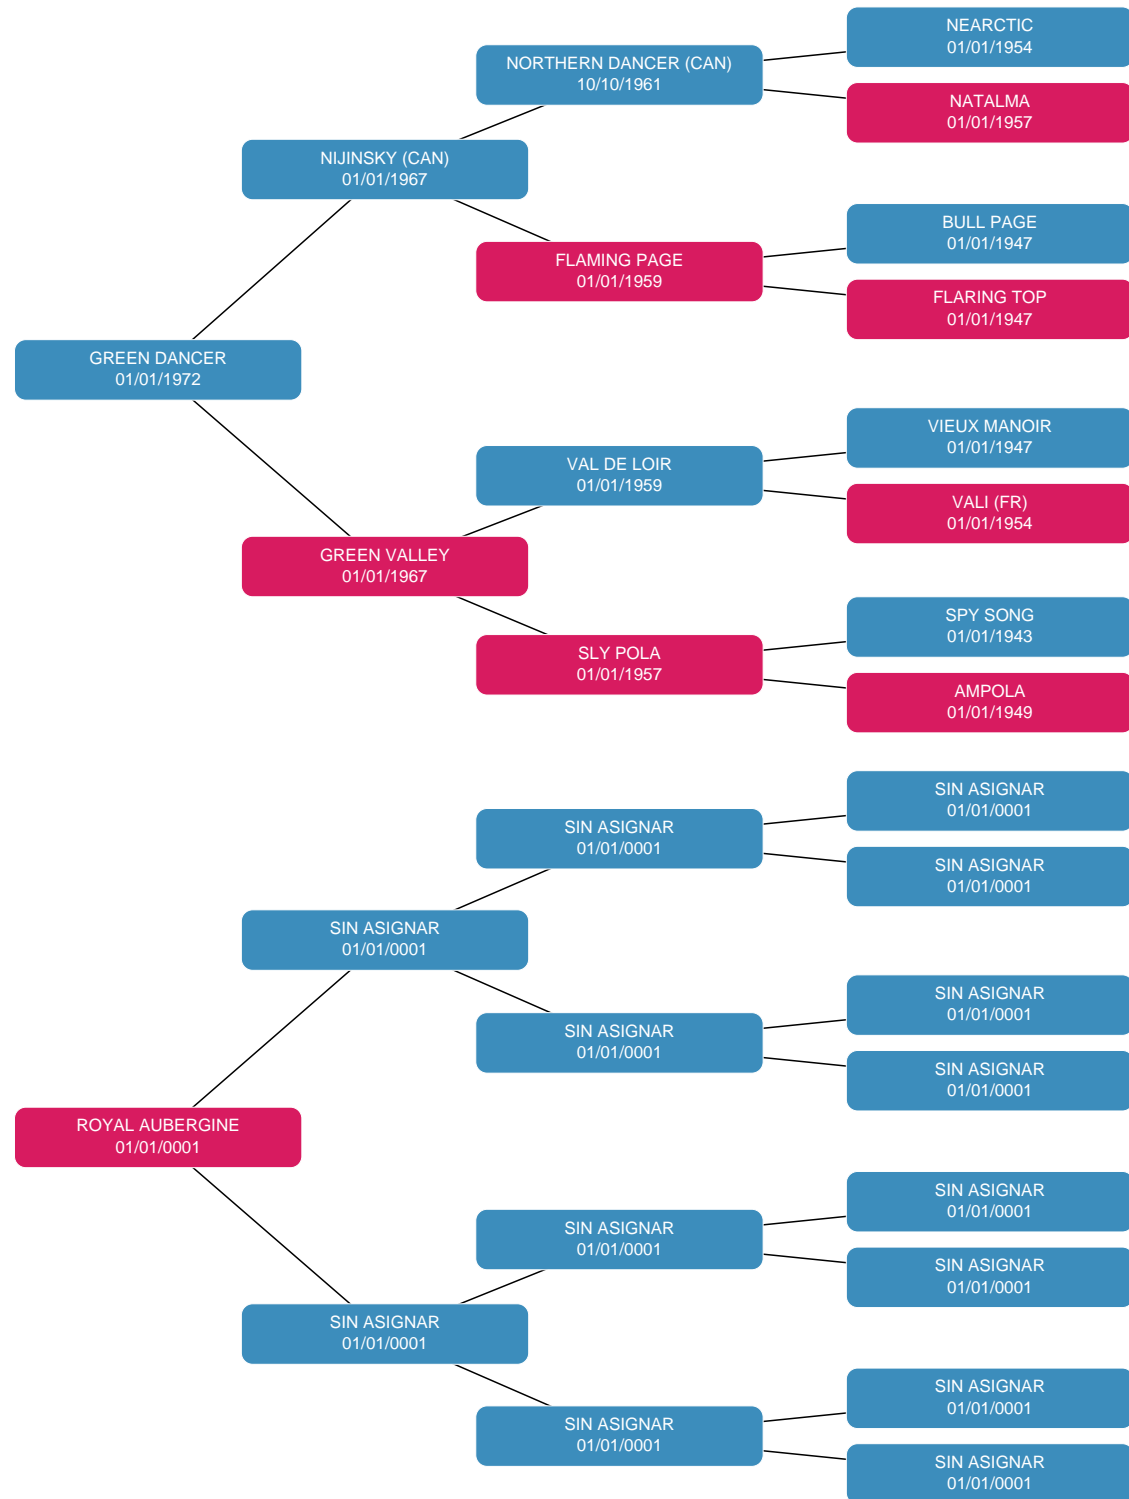 NEARCTIC
01/01/1954
NORTHERN DANCER (CAN)
10/10/1961
NATALMA
01/01/1957
NIJINSKY (CAN)
01/01/1967
BULL PAGE
01/01/1947
FLAMING PAGE
01/01/1959
FLARING TOP
01/01/1947
GREEN DANCER
01/01/1972
VIEUX MANOIR
01/01/1947
VAL DE LOIR
01/01/1959
VALI (FR)
01/01/1954
GREEN VALLEY
01/01/1967
SPY SONG
01/01/1943
SLY POLA
01/01/1957
AMPOLA
01/01/1949
SIN ASIGNAR
01/01/0001
SIN ASIGNAR
01/01/0001
SIN ASIGNAR
01/01/0001
SIN ASIGNAR
01/01/0001
SIN ASIGNAR
01/01/0001
SIN ASIGNAR
01/01/0001
SIN ASIGNAR
01/01/0001
ROYAL AUBERGINE
01/01/0001
SIN ASIGNAR
01/01/0001
SIN ASIGNAR
01/01/0001
SIN ASIGNAR
01/01/0001
SIN ASIGNAR
01/01/0001
SIN ASIGNAR
01/01/0001
SIN ASIGNAR
01/01/0001
SIN ASIGNAR
01/01/0001